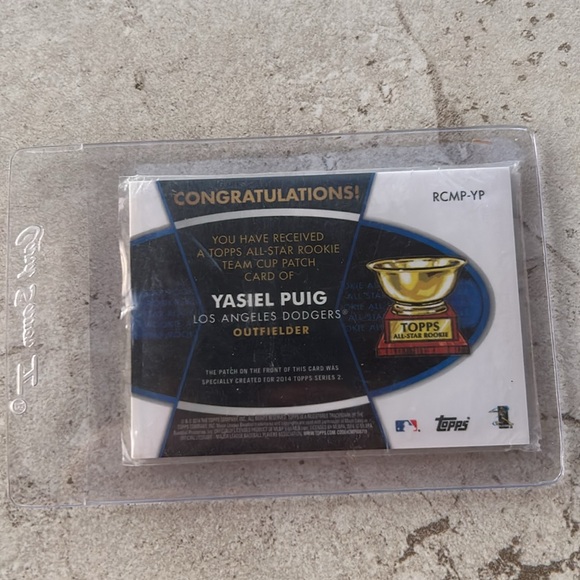 CONGRATULATIONS!
RCMP-YP
YOU HAVE RECEIVED
A TOPPS ALL-STAR ROOKIE
TEAM CUP PATCH
CARD OF
YASIEL PUIG
LOS ANGELES DODGERS®
OUTFIELDER
TOPPS
ALL-STAR ROOKIE
THE PATCH ON THE FRONT OF THIS CARD WAS
SPECIALLY CREATED FOR 2014 TOPPS SERIES 2.
Topps
Card Saver I
®